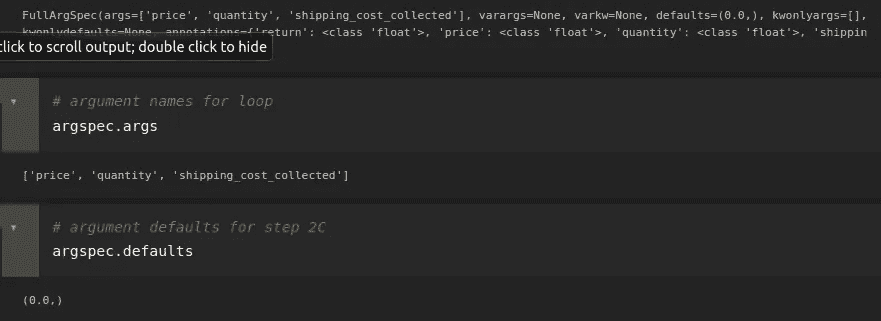 FullArgSpec(args=['price', 'quantity', 'shipping_cost_collected'], varargs=None, varkw=None, defaults=(0.0,), kwonlyargs=[],
kwonlydefaults=None, annotations={'return': <class 'float'>, 'price': <class 'float'>, 'quantity': <class 'float'>, 'shippin
click to scroll output; double click to hide
# argument names for loop
argspec.args
['price', 'quantity', 'shipping_cost_collected']
# argument defaults for step 2C
argspec.defaults
(0.0,)